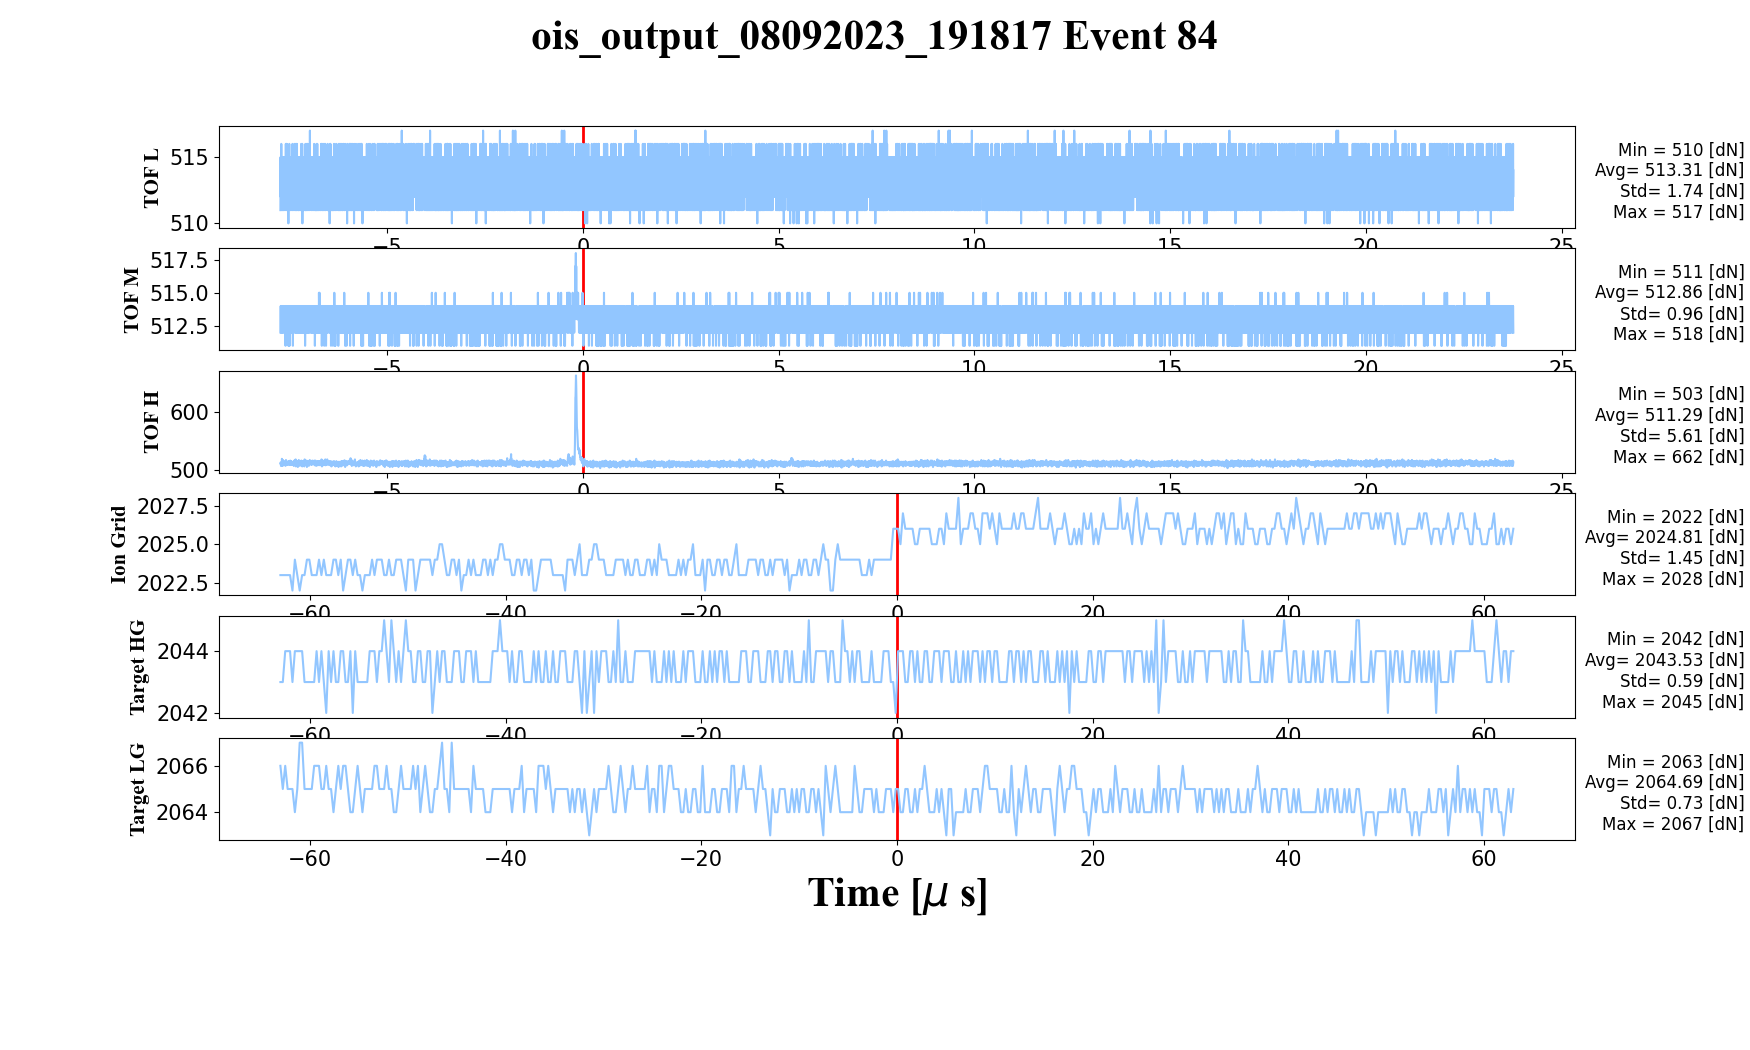 ois_output_08092023_191817 Event 84
TOF L
515
510
Min = 510 [dN]
Avg= 513.31 [dN]
Std= 1.74 [dN]
Max = 517 [dN]
−5 0 5 10 15 20 25
TOF M
517.5
515.0
512.5
Min = 511 [dN]
Avg= 512.86 [dN]
Std= 0.96 [dN]
Max = 518 [dN]
−5 0 5 10 15 20 25
TOF H
600
500
Min = 503 [dN]
Avg= 511.29 [dN]
Std= 5.61 [dN]
Max = 662 [dN]
−5 0 5 10 15 20 25
Ion Grid
2027.5
2025.0
2022.5
Min = 2022 [dN]
Avg= 2024.81 [dN]
Std= 1.45 [dN]
Max = 2028 [dN]
−60 −40 −20 0 20 40 60
Target HG
2044
2042
Min = 2042 [dN]
Avg= 2043.53 [dN]
Std= 0.59 [dN]
Max = 2045 [dN]
−60 −40 −20 0 20 40 60
Target LG
2066
2064
Min = 2063 [dN]
Avg= 2064.69 [dN]
Std= 0.73 [dN]
Max = 2067 [dN]
−60 −40 −20 0 20 40 60
Time [μ s]